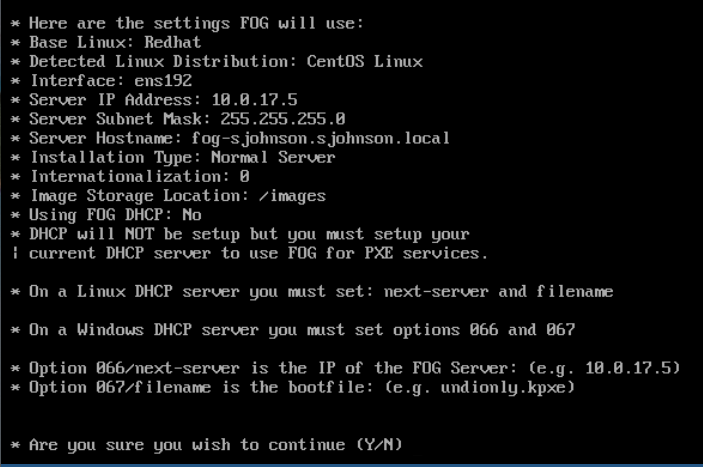 * Here are the settings FOG will use:
* Base Linux: Redhat
* Detected Linux Distribution: CentOS Linux
* Interface: ens192
* Server IP Address: 10.0.17.5
* Server Subnet Mask: 255.255.255.0
* Server Hostname: fog-sjohnson.sjohnson.local
* Installation Type: Normal Server
* Internationalization: 0
* Image Storage Location: /images
* Using FOG DHCP: No
* DHCP will NOT be setup but you must setup your
| current DHCP server to use FOG for PXE services.
* On a Linux DHCP server you must set: next-server and filename
* On a Windows DHCP server you must set options 066 and 067
* Option 066/next-server is the IP of the FOG Server: (e.g. 10.0.17.5)
* Option 067/filename is the bootfile: (e.g. undionly.kpxe)
* Are you sure you wish to continue (Y/N)